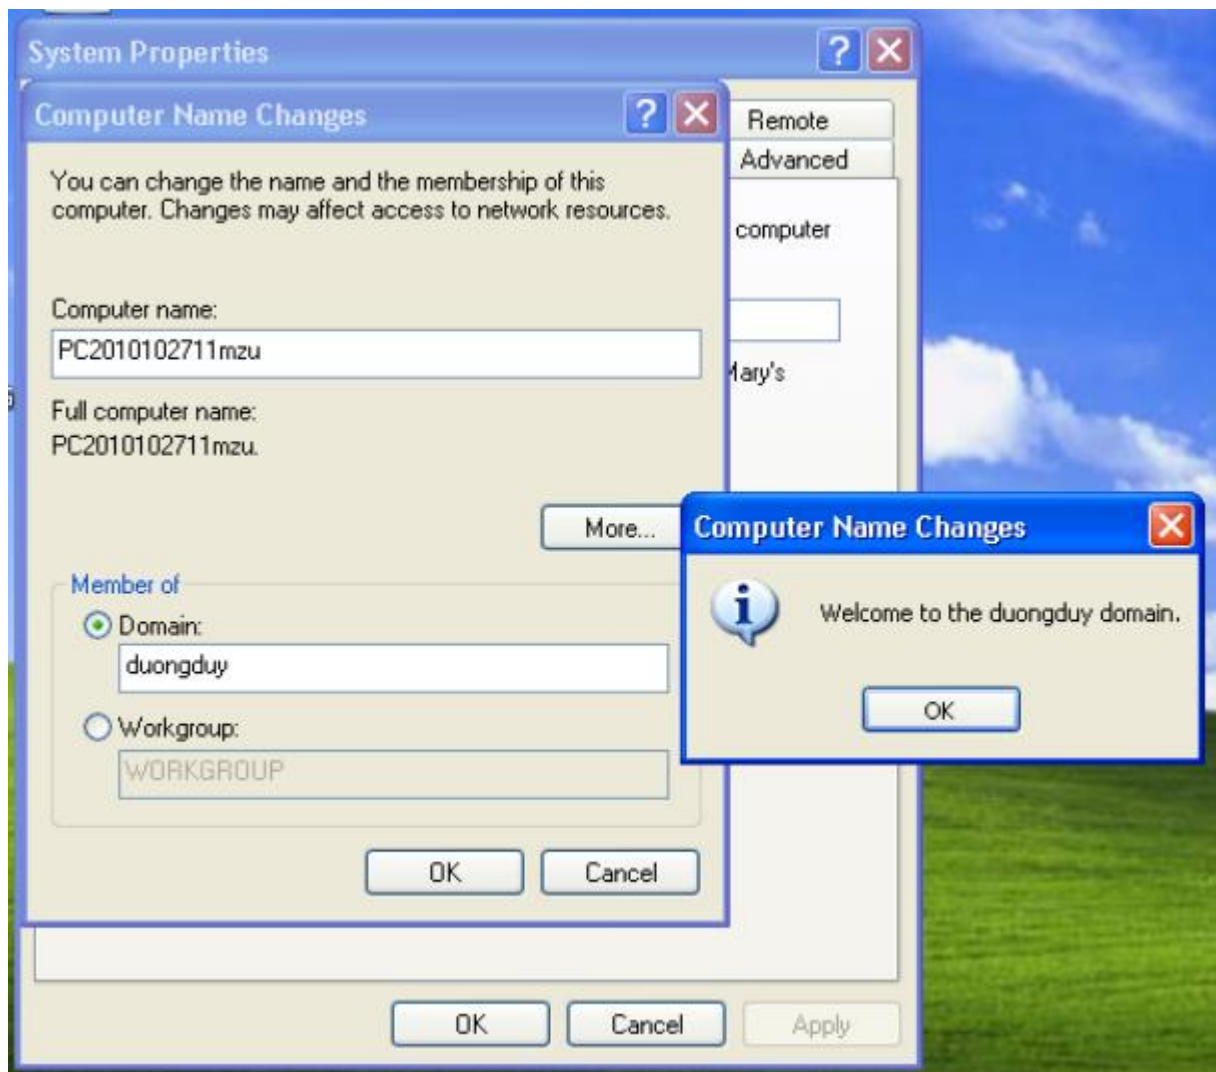 System Properties
Computer Name Changes
Remote
Advanced
You can change the name and the membership of this
computer. Changes may affect access to network resources.
computer
Computer name:
PC2010102711mzu
Mary's
Full computer name:
PC2010102711mzu.
More...
Member of
Domain:
duongduy
Workgroup:
WORKGROUP
OK Cancel
Computer Name Changes
Welcome to the duongduy domain.
OK
OK Cancel Apply